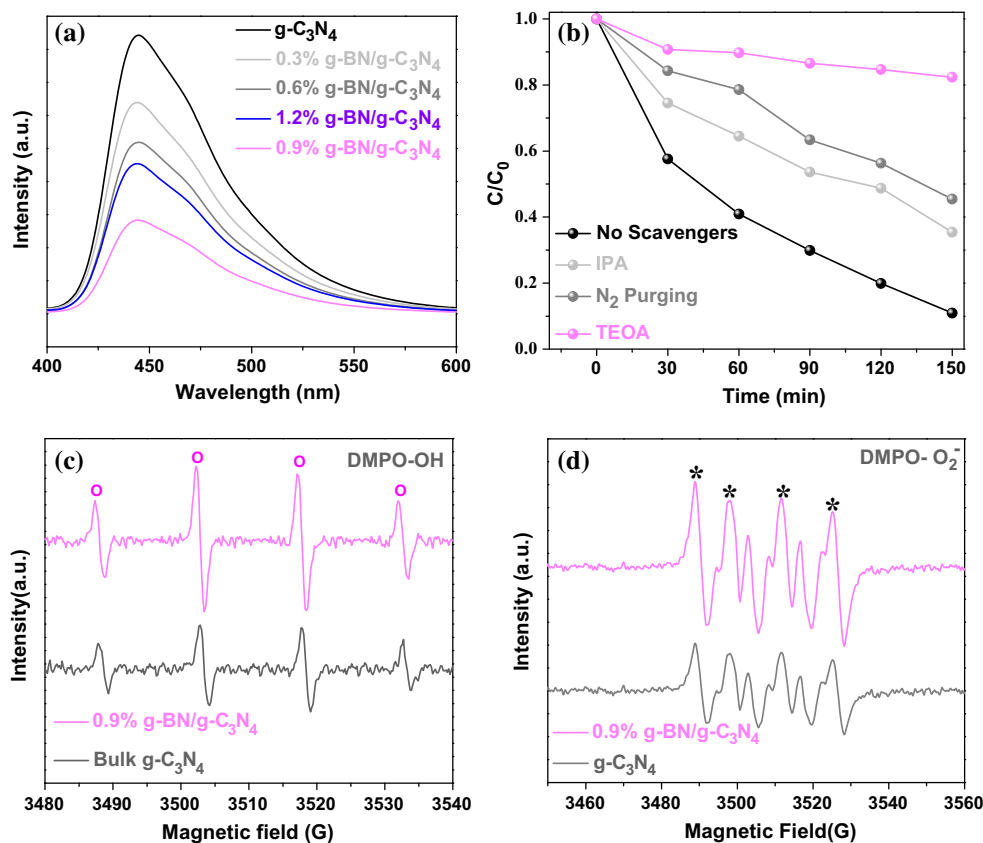 (a)
g-C₃N₄
0.3% g-BN/g-C₃N₄
0.6% g-BN/g-C₃N₄
1.2% g-BN/g-C₃N₄
0.9% g-BN/g-C₃N₄
Intensity (a.u.)
400 450 500 550 600
Wavelength (nm)
(b)
1.0
0.8
0.6
0.4
0.2
0.0
C/C₀
No Scavengers
IPA
N₂ Purging
TEOA
0 30 60 90 120 150
Time (min)
(c)
DMPO-OH
O O O O
Intensity(a.u.)
0.9% g-BN/g-C₃N₄
Bulk g-C₃N₄
3480 3490 3500 3510 3520 3530 3540
Magnetic field (G)
(d)
DMPO- O₂⁻
* * * *
Intensity (a.u.)
0.9% g-BN/g-C₃N₄
g-C₃N₄
3460 3480 3500 3520 3540 3560
Magnetic Field(G)